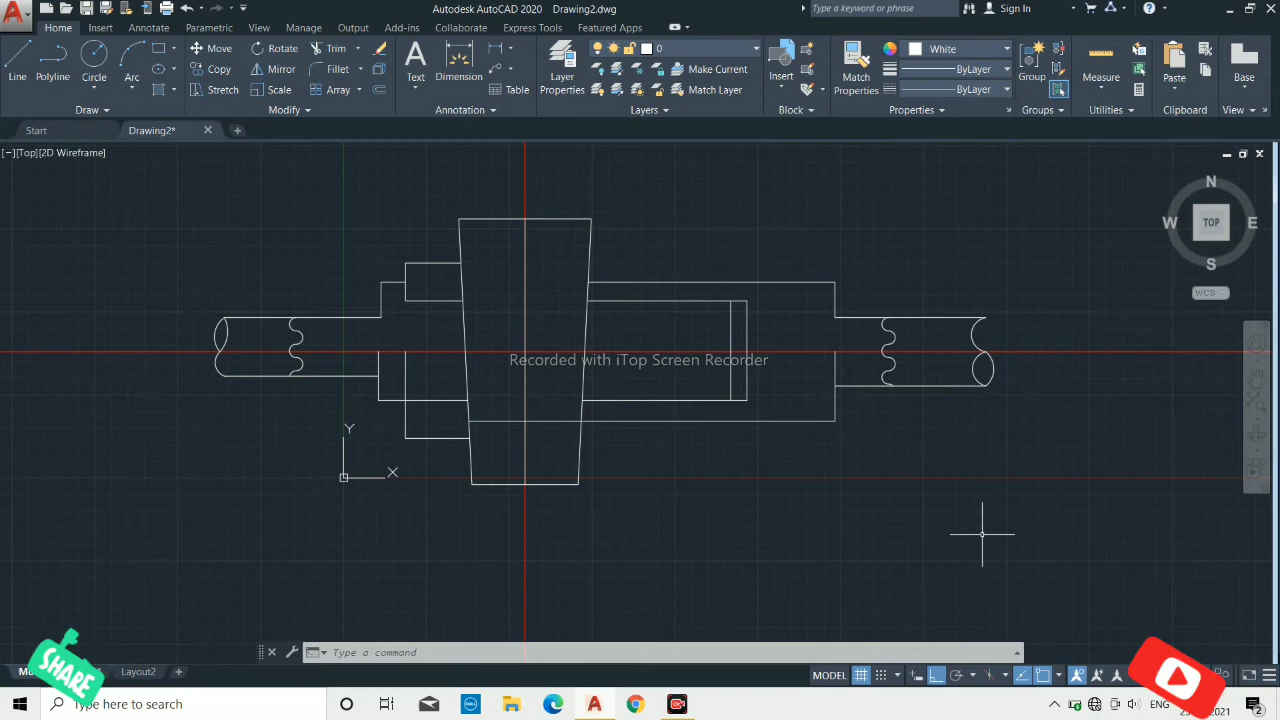 Autodesk AutoCAD 2020 Drawing2.dwg
Type a keyword or phrase
Sign In
Home Insert Annotate Parametric View Manage Output Add-ins Collaborate Express Tools Featured Apps
Line Polyline Circle Arc
Move Rotate Trim
Copy Mirror Fillet
Stretch Scale Array
Text Dimension Table
Layer Properties
0
Make Current
Match Layer
Insert
Match Properties
White
ByLayer
ByLayer
Group
Measure
Paste
Base
Draw Modify Annotation Layers Block Properties Groups Utilities Clipboard View
Start Drawing2*
[−][Top][2D Wireframe]
N
W TOP E
S
WCS
Recorded with iTop Screen Recorder
Y
X
Type a command
Layout2
MODEL
SHARE
Type here to search
ENG
2021
2